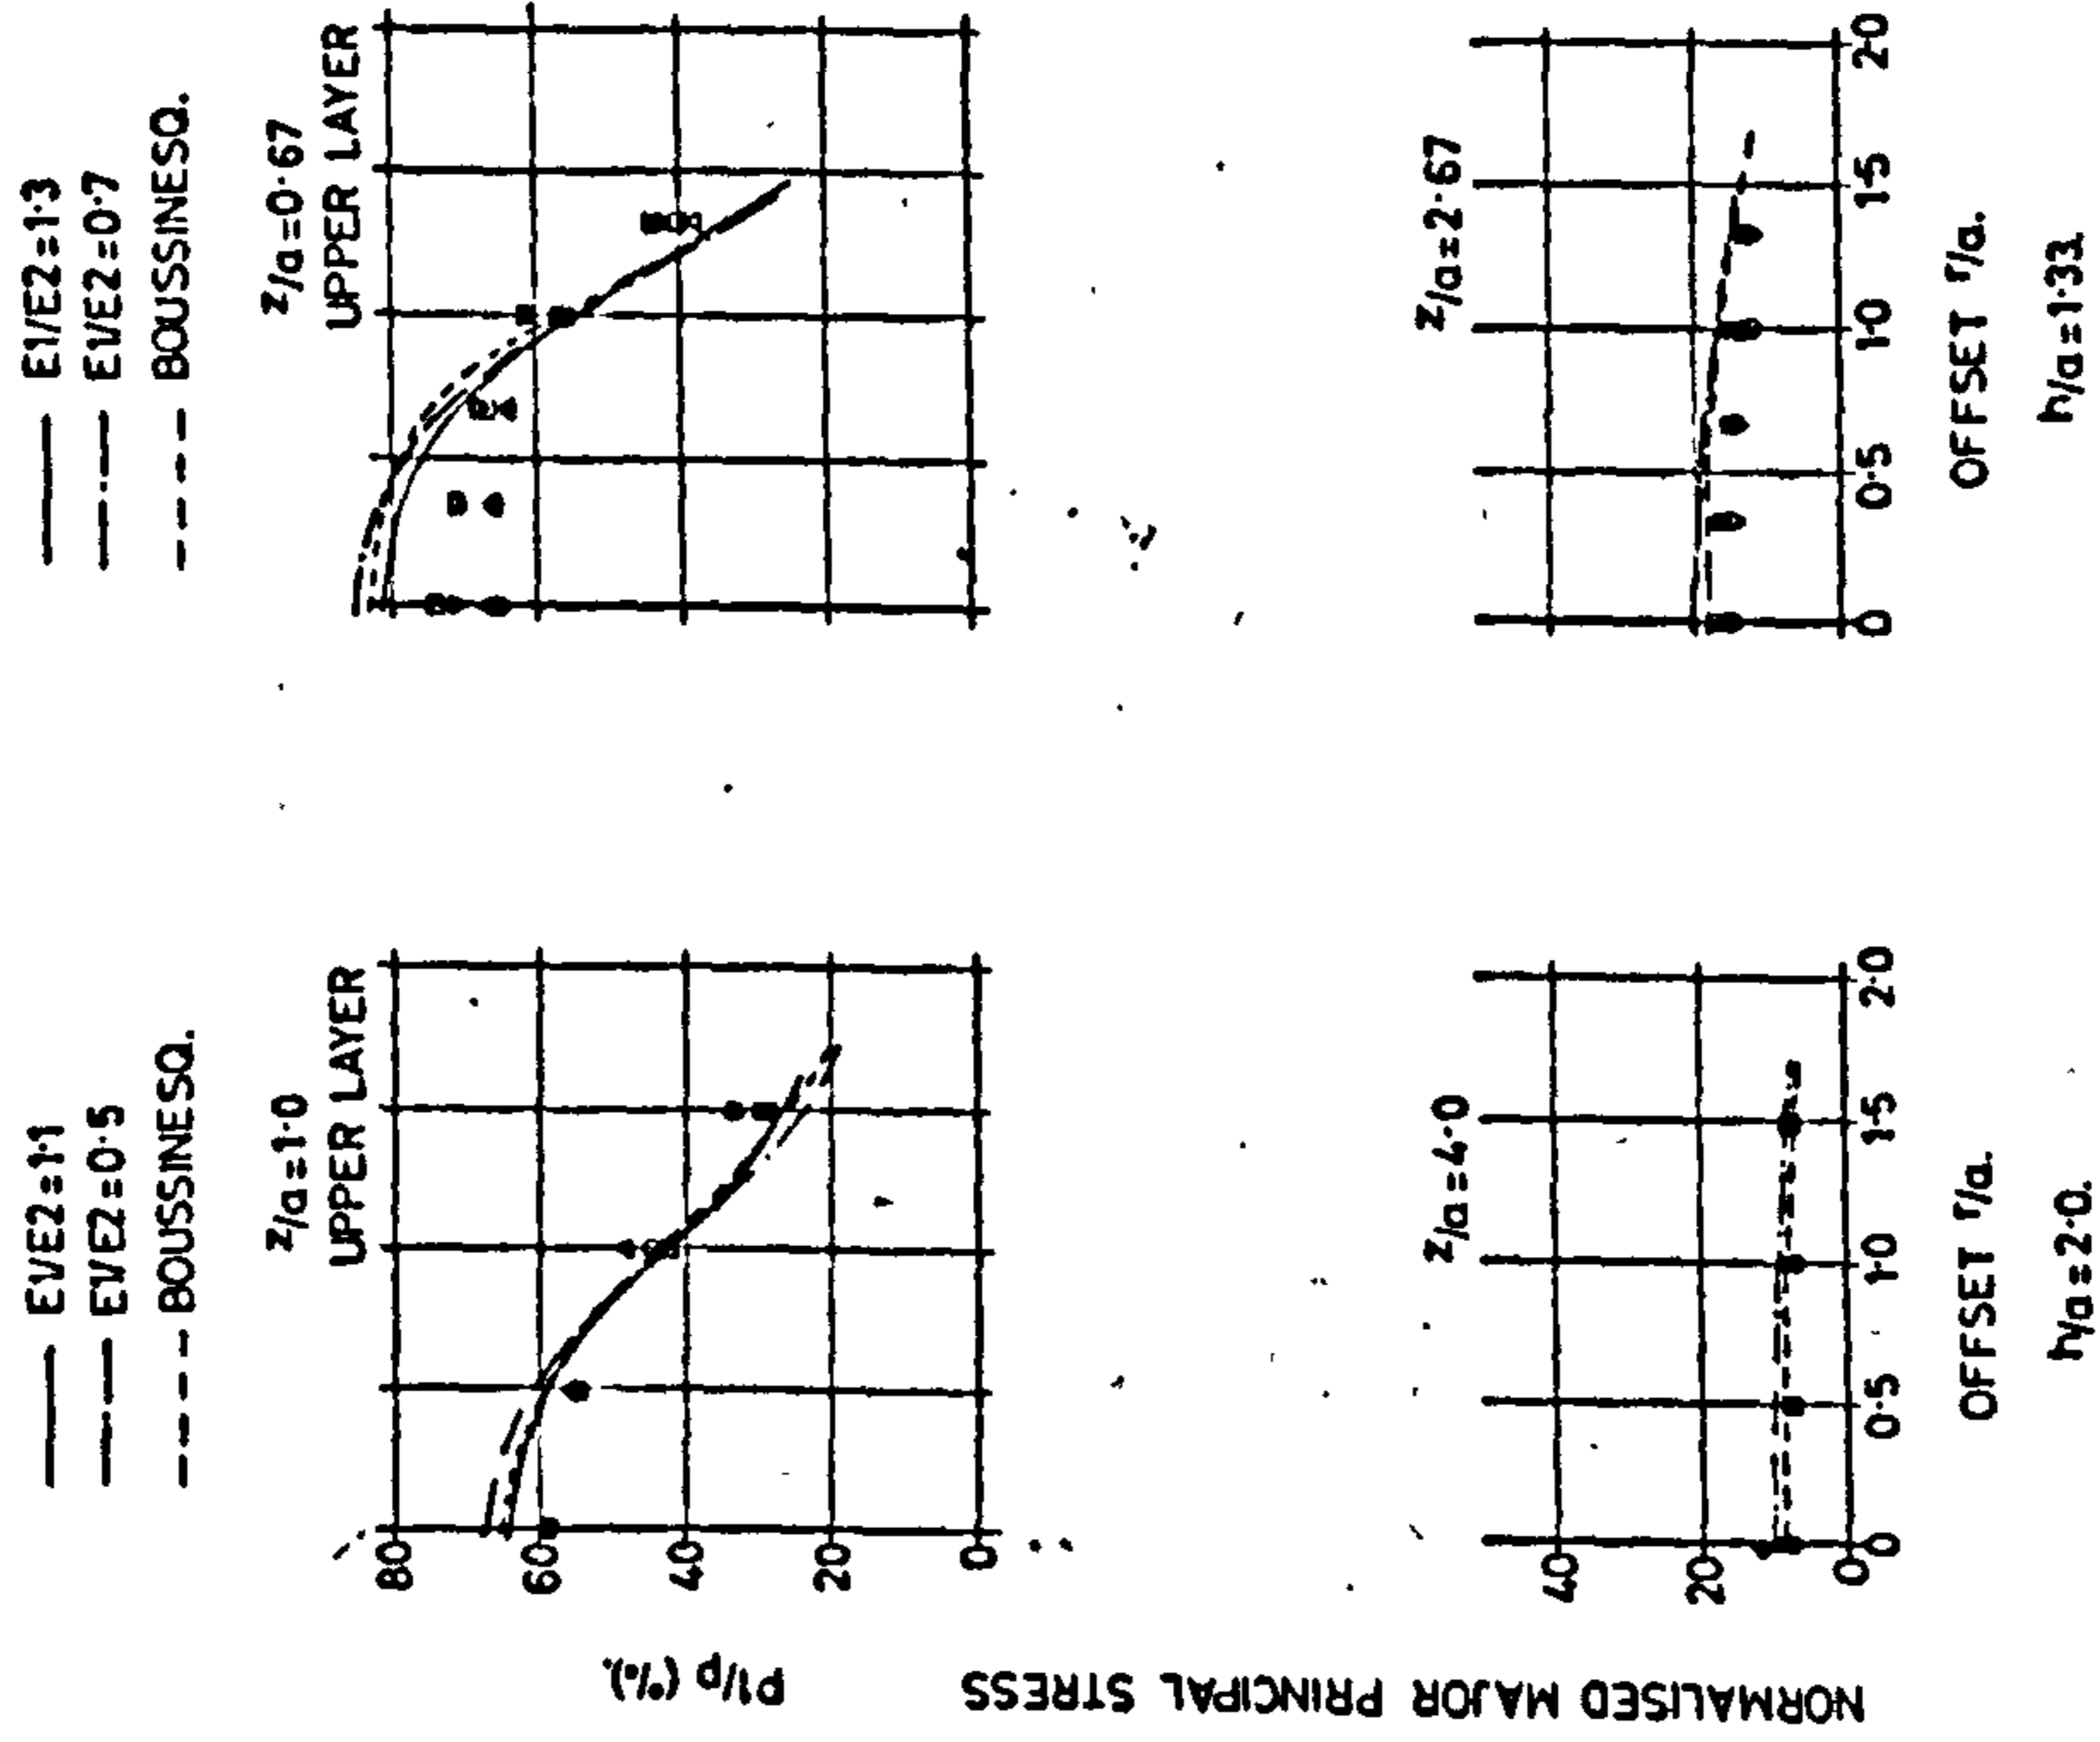 E1/E2=1·1
E1/E2=0·5
BOUSSINESQ.
z/a=1·0
UPPER LAYER
80
60
40
20
0
P1/p (%).
NORMALISED MAJOR PRINCIPAL STRESS
z/a=4·0
40
20
0
0 0·5 1·0 1·5 2·0
OFFSET r/a.
h/a=2·0.
E1/E2=1·3
E1/E2=0·7
BOUSSINESQ.
z/a=0·67
UPPER LAYER
z/a=2·67
0 0·5 1·0 1·5 2·0
OFFSET r/a.
h/a=1·33.